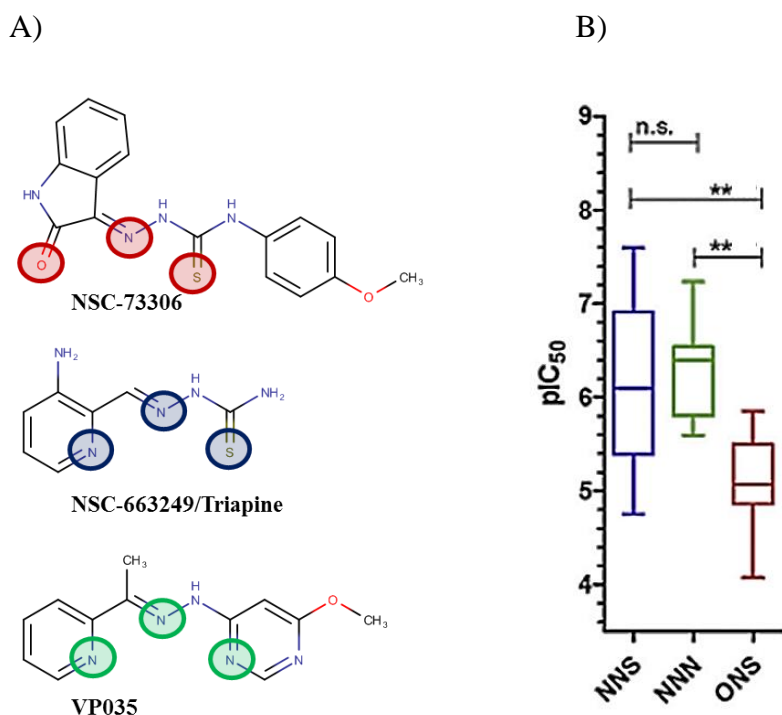 A)
B)
HN
O
N
H
N
S
H
N
O
CH3
NSC-73306
NH2
N
N
H
N
S
NH2
NSC-663249/Triapine
CH3
N
N
H
N
N
N
O
CH3
VP035
pIC50
9
8
7
6
5
4
n.s.
**
**
NNS
NNN
ONS